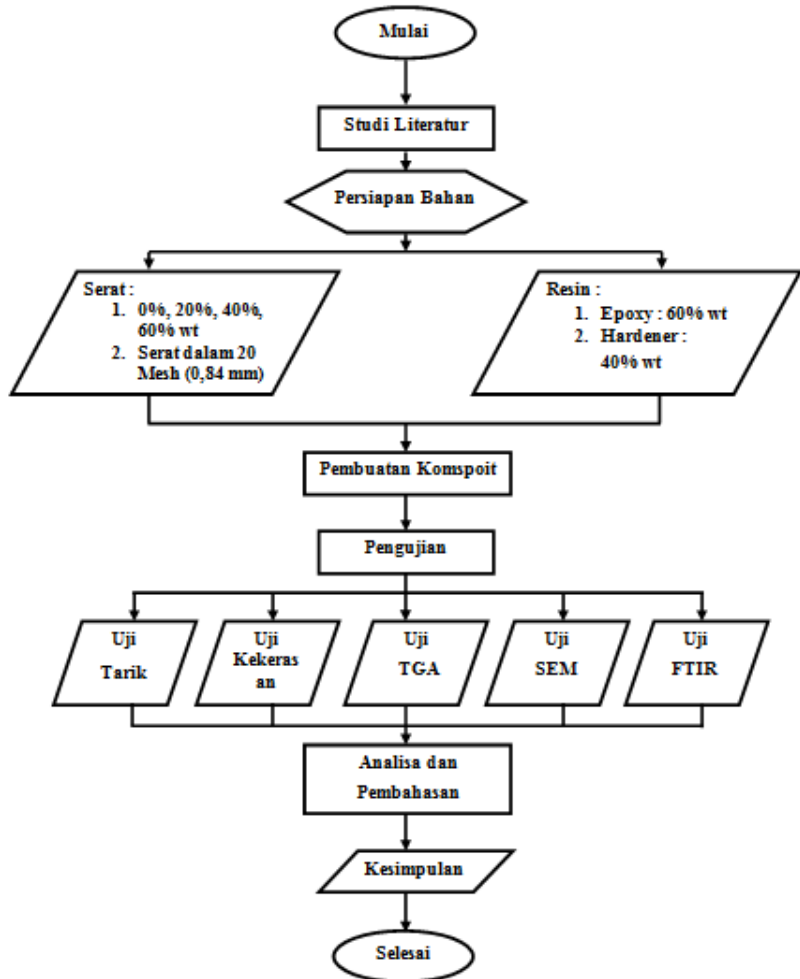 Mulai
Studi Literatur
Persiapan Bahan
Serat :
1. 0%, 20%, 40%,
60% wt
2. Serat dalam 20
Mesh (0,84 mm)
Resin :
1. Epoxy : 60% wt
2. Hardener :
40% wt
Pembuatan Komspoit
Pengujian
Uji
Tarik
Uji
Kekeras
an
Uji
TGA
Uji
SEM
Uji
FTIR
Analisa dan
Pembahasan
Kesimpulan
Selesai